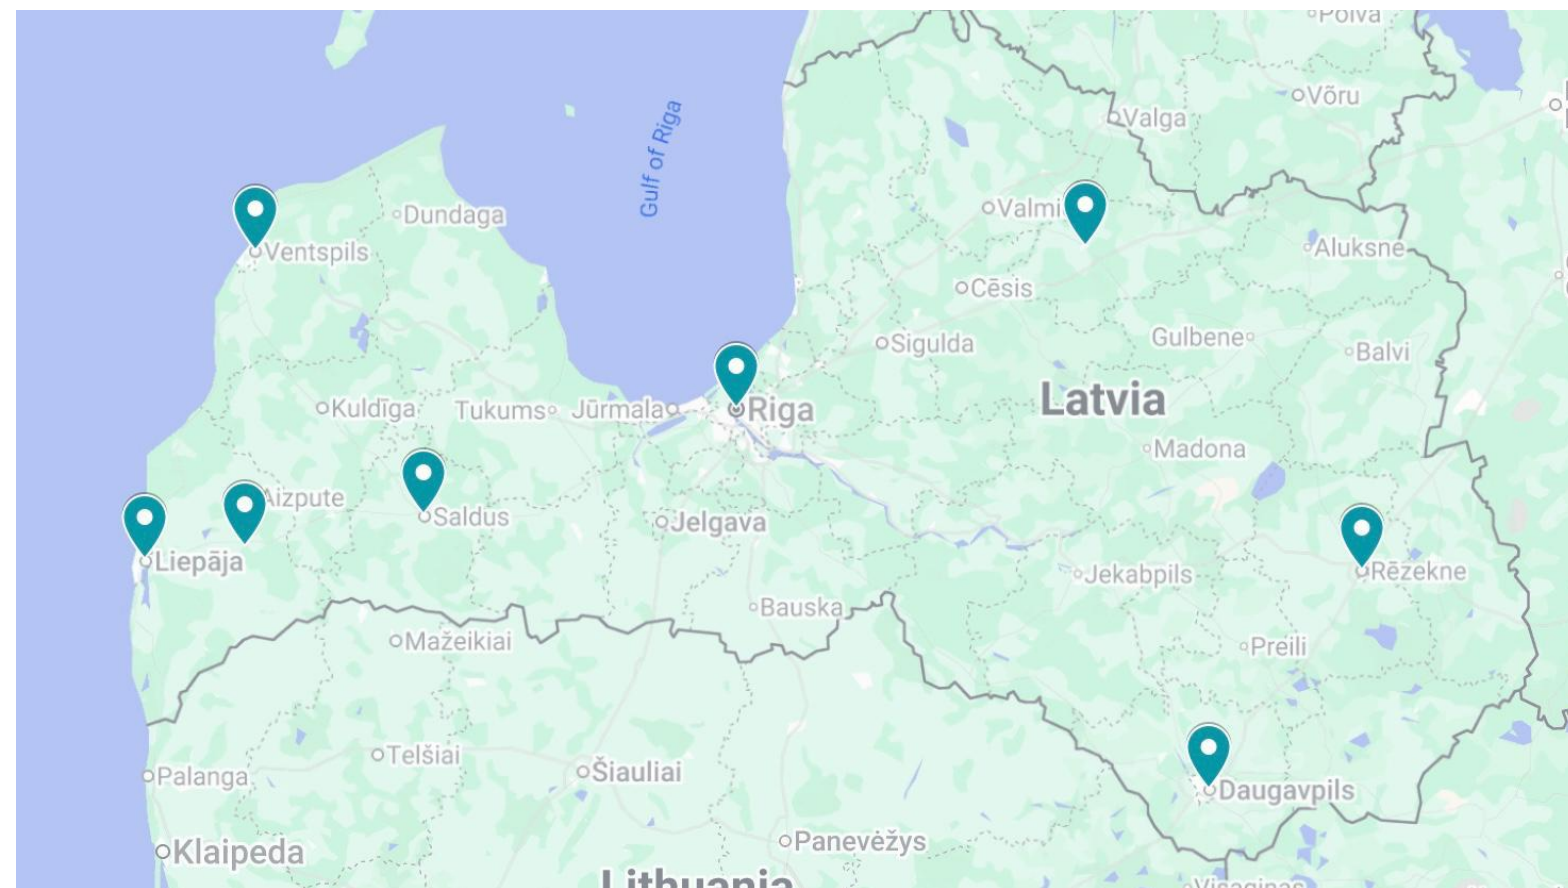 Põlva
Võru
Valga
Gulf of Riga
Valmi
Dundaga
Ventspils
Aluksne
Cēsis
Gulbene
Sigulda
Balvi
Kuldīga
Tukums
Jūrmala
Riga
Latvia
Madona
Aizpute
Saldus
Jelgava
Liepāja
Jekabpils
Rēzekne
Bauska
Mažeikiai
Preili
Telšiai
Šiauliai
Palanga
Daugavpils
Klaipeda
Panevėžys
Lithuania
Visaginas